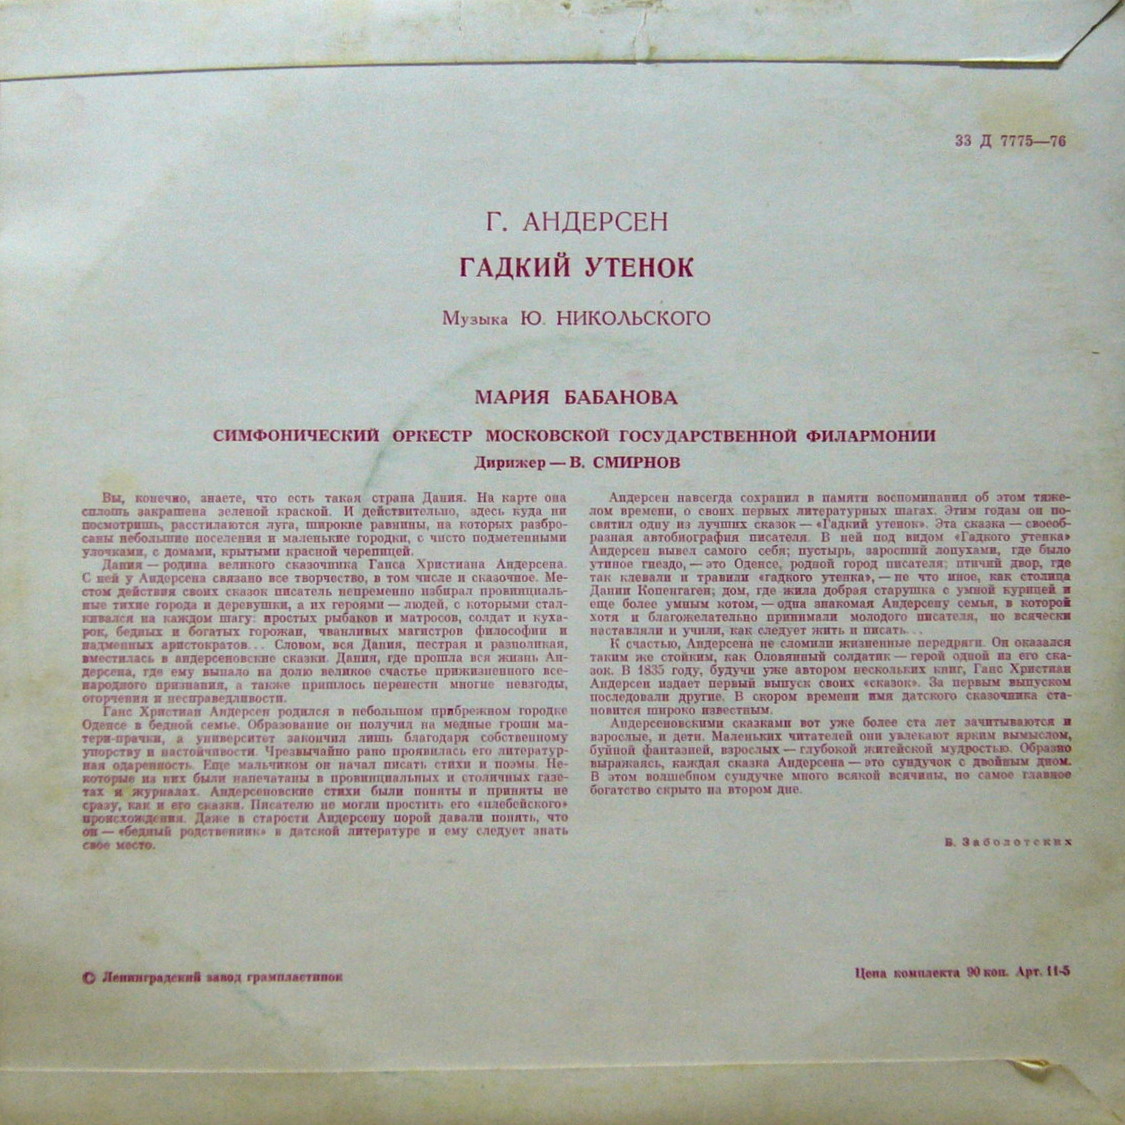 33 Д 7775—76
Г. АНДЕРСЕН
ГАДКИЙ УТЕНОК
Музыка Ю. НИКОЛЬСКОГО
МАРИЯ БАБАНОВА
СИМФОНИЧЕСКИЙ ОРКЕСТР МОСКОВСКОЙ ГОСУДАРСТВЕННОЙ ФИЛАРМОНИИ
Дирижер — В. СМИРНОВ
Вы, конечно, знаете, что есть такая страна Дания. На карте она
сплошь закрашена зеленой краской. И действительно, здесь куда ни
посмотришь, расстилаются луга, широкие равнины, на которых разбро-
саны небольшие поселения и маленькие городки, с чисто подметенными
улочками, с домами, крытыми красной черепицей.
Дания — родина великого сказочника Ганса Христиана Андерсена.
С ней у Андерсена связано все творчество, в том числе и сказочное. Ме-
стом действия своих сказок писатель непременно избирал провинциаль-
ные тихие города и деревушки, а их героями — людей, с которыми стал-
кивался на каждом шагу: простых рыбаков и матросов, солдат и куха-
рок, бедных и богатых горожан, чванливых магистров философии и
надменных аристократов... Словом, вся Дания, пестрая и разноликая,
вместилась в андерсеновские сказки. Дания, где прошла вся жизнь Ан-
дерсена, где ему выпало на долю великое счастье прижизненного все-
народного признания, а также пришлось перенести многие невзгоды,
огорчения и несправедливости.
Ганс Христиан Андерсен родился в небольшом прибрежном городке
Оденсе в бедной семье. Образование он получил на медные гроши ма-
тери-прачки, а университет закончил лишь благодаря собственному
упорству и настойчивости. Чрезвычайно рано проявилась его литератур-
ная одаренность. Еще мальчиком он начал писать стихи и поэмы. Не-
которые из них были напечатаны в провинциальных и столичных газе-
тах и журналах. Андерсеновские стихи были поняты и приняты не
сразу, как и его сказки. Писателю не могли простить его «плебейского»
происхождения. Даже в старости Андерсену порой давали понять, что
он — «бедный родственник» в датской литературе и ему следует знать
свое место.
Андерсен навсегда сохранил в памяти воспоминания об этом тяже-
лом времени, о своих первых литературных шагах. Этим годам он по-
святил одну из лучших сказок — «Гадкий утенок». Эта сказка — своеоб-
разная автобиография писателя. В ней под видом «Гадкого утенка»
Андерсен вывел самого себя; пустырь, заросший лопухами, где было
утиное гнездо, — это Оденсе, родной город писателя; птичий двор, где
так клевали и травили «гадкого утенка», — не что иное, как столица
Дании Копенгаген; дом, где жила добрая старушка с умной курицей и
еще более умным котом, — одна знакомая Андерсену семья, в которой
хотя и благожелательно принимали молодого писателя, но всячески
наставляли и учили, как следует жить и писать...
К счастью, Андерсена не сломили жизненные передряги. Он оказался
таким же стойким, как Оловянный солдатик — герой одной из его ска-
зок. В 1835 году, будучи уже автором нескольких книг, Ганс Христиан
Андерсен издает первый выпуск своих «сказок». За первым выпуском
последовали другие. В скором времени имя датского сказочника ста-
новится широко известным.
Андерсеновскими сказками вот уже более ста лет зачитываются и
взрослые, и дети. Маленьких читателей они увлекают ярким вымыслом,
буйной фантазией, взрослых — глубокой житейской мудростью. Образно
выражаясь, каждая сказка Андерсена — это сундучок с двойным дном.
В этом волшебном сундучке много всякой всячины, но самое главное
богатство скрыто на втором дне.
В. Заболотских
© Ленинградский завод грампластинок
Цена комплекта 90 коп. Арт. 11-5